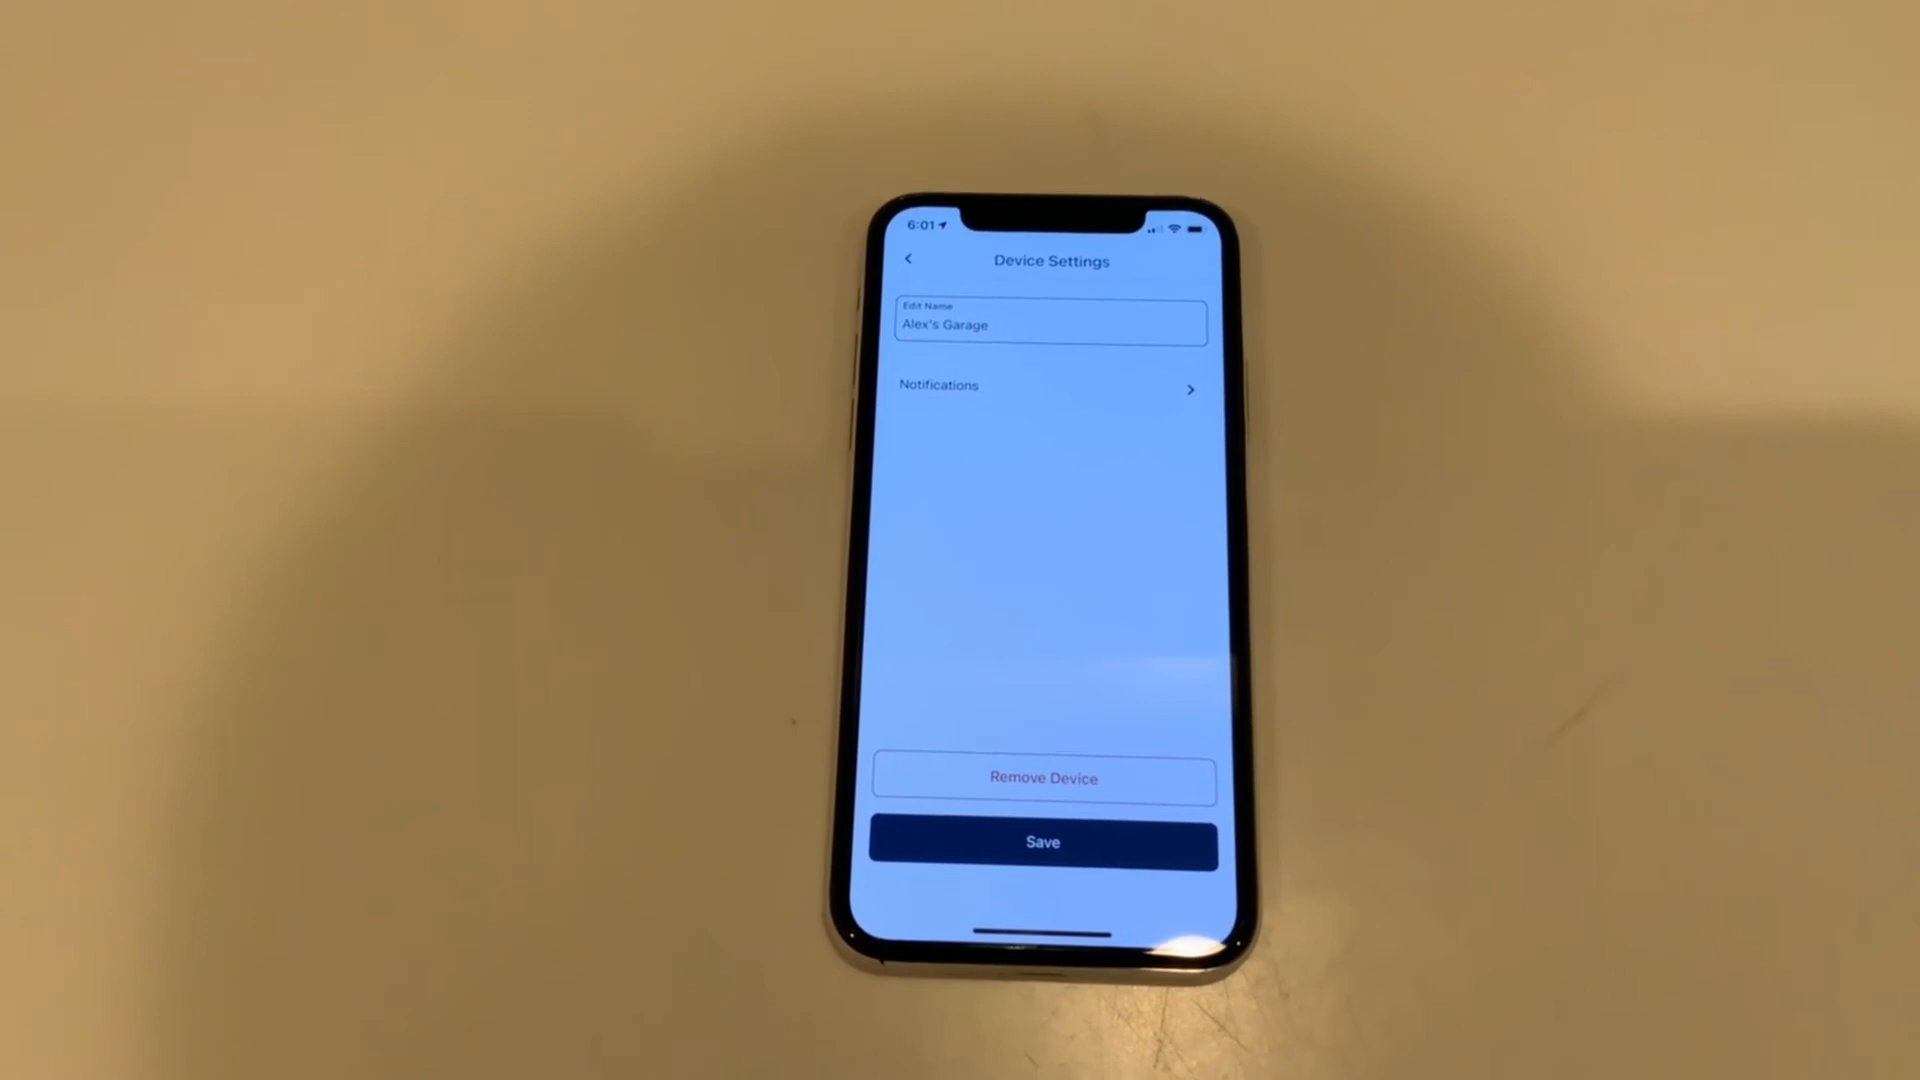 6:01
Device Settings
Edit Name
Alex's Garage
Notifications
Remove Device
Save